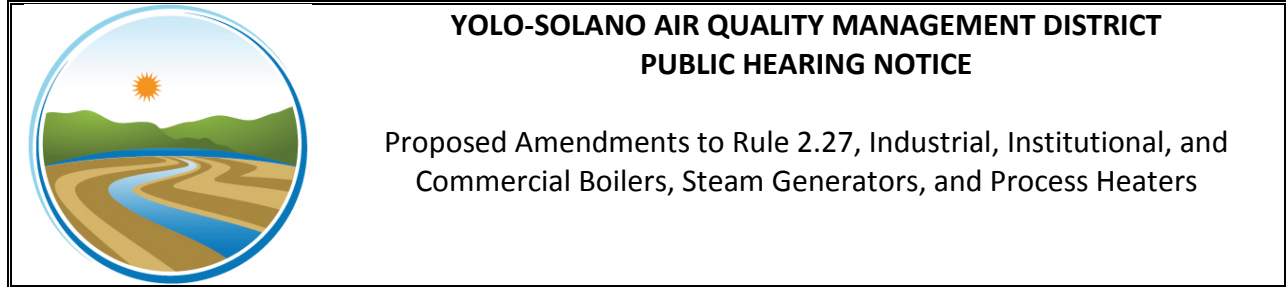 YOLO-SOLANO AIR QUALITY MANAGEMENT DISTRICT
PUBLIC HEARING NOTICE
Proposed Amendments to Rule 2.27, Industrial, Institutional, and
Commercial Boilers, Steam Generators, and Process Heaters